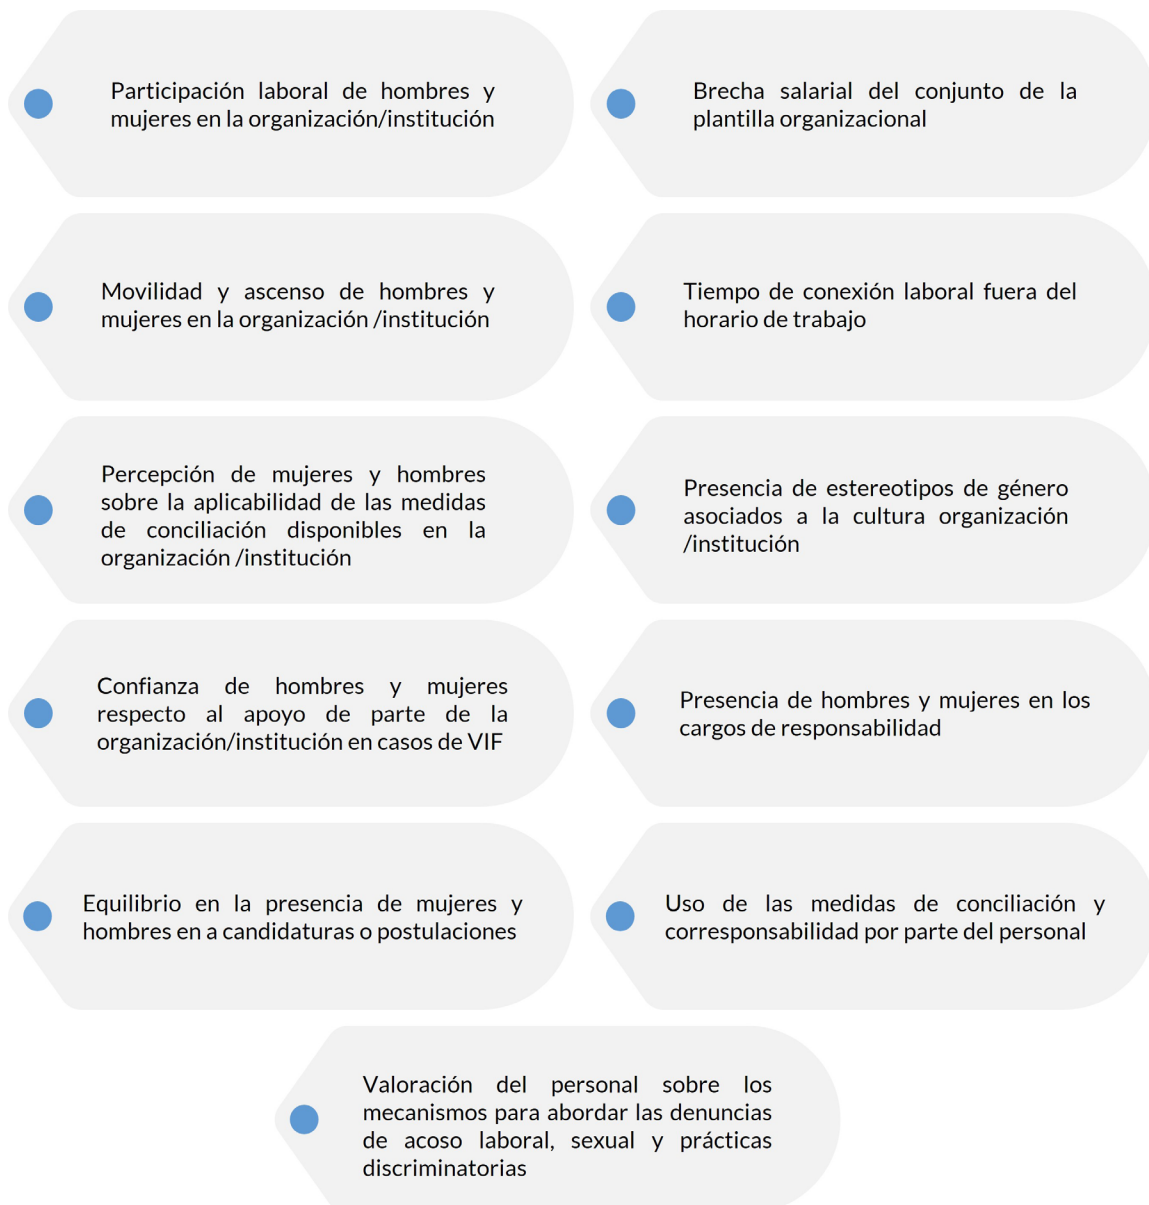 Participación laboral de hombres y
mujeres en la organización/institución
Brecha salarial del conjunto de la
plantilla organizacional
Movilidad y ascenso de hombres y
mujeres en la organización /institución
Tiempo de conexión laboral fuera del
horario de trabajo
Percepción de mujeres y hombres
sobre la aplicabilidad de las medidas
de conciliación disponibles en la
organización /institución
Presencia de estereotipos de género
asociados a la cultura organización
/institución
Confianza de hombres y mujeres
respecto al apoyo de parte de la
organización/institución en casos de VIF
Presencia de hombres y mujeres en los
cargos de responsabilidad
Equilibrio en la presencia de mujeres y
hombres en a candidaturas o postulaciones
Uso de las medidas de conciliación y
corresponsabilidad por parte del personal
Valoración del personal sobre los
mecanismos para abordar las denuncias
de acoso laboral, sexual y prácticas
discriminatorias